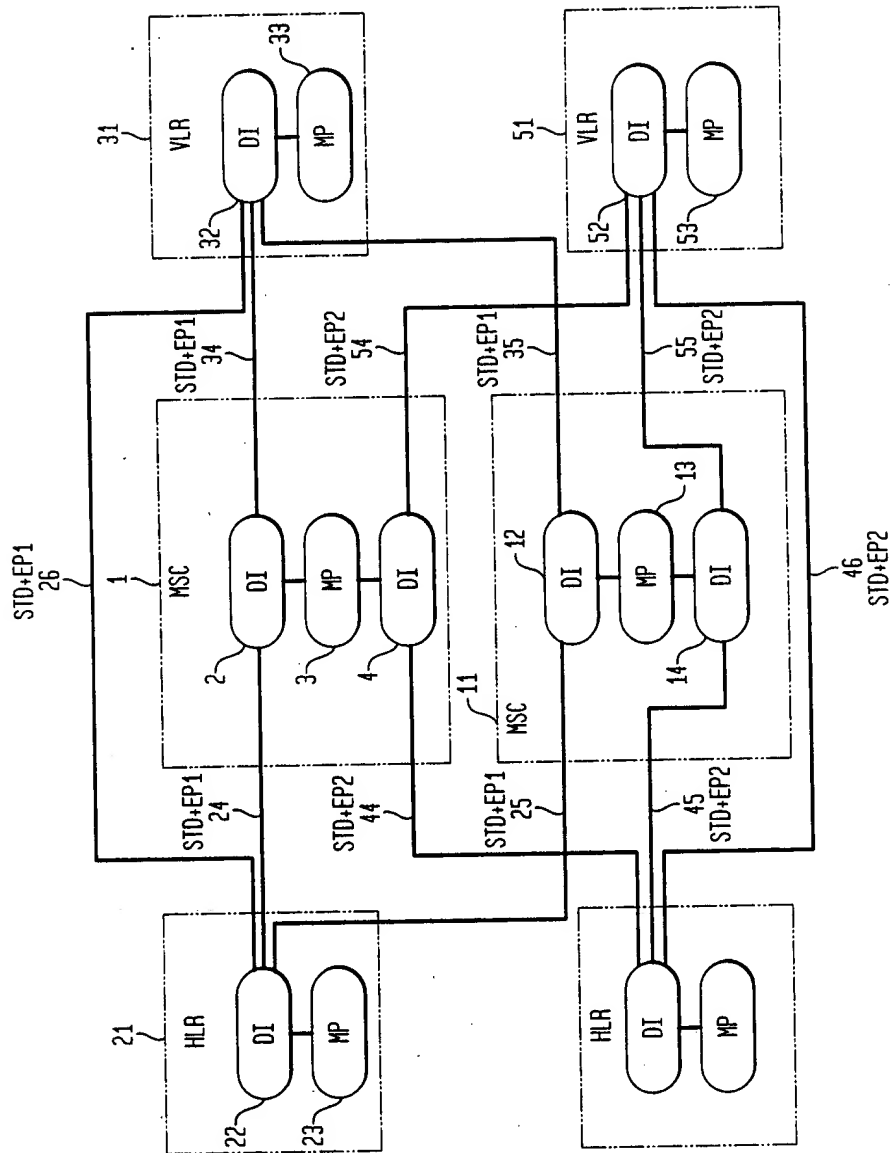 STD+EP1
26
21
HLR
DI
22
MP
23
STD+EP1
24
1
MSC
DI
2
MP
3
DI
4
STD+EP1
34
31
VLR
DI
32
MP
33
STD+EP2
44
STD+EP2
54
11
MSC
STD+EP1
25
12
DI
MP
13
DI
14
STD+EP1
35
HLR
DI
MP
45
STD+EP2
55
STD+EP2
51
VLR
DI
52
MP
53
46
STD+EP2